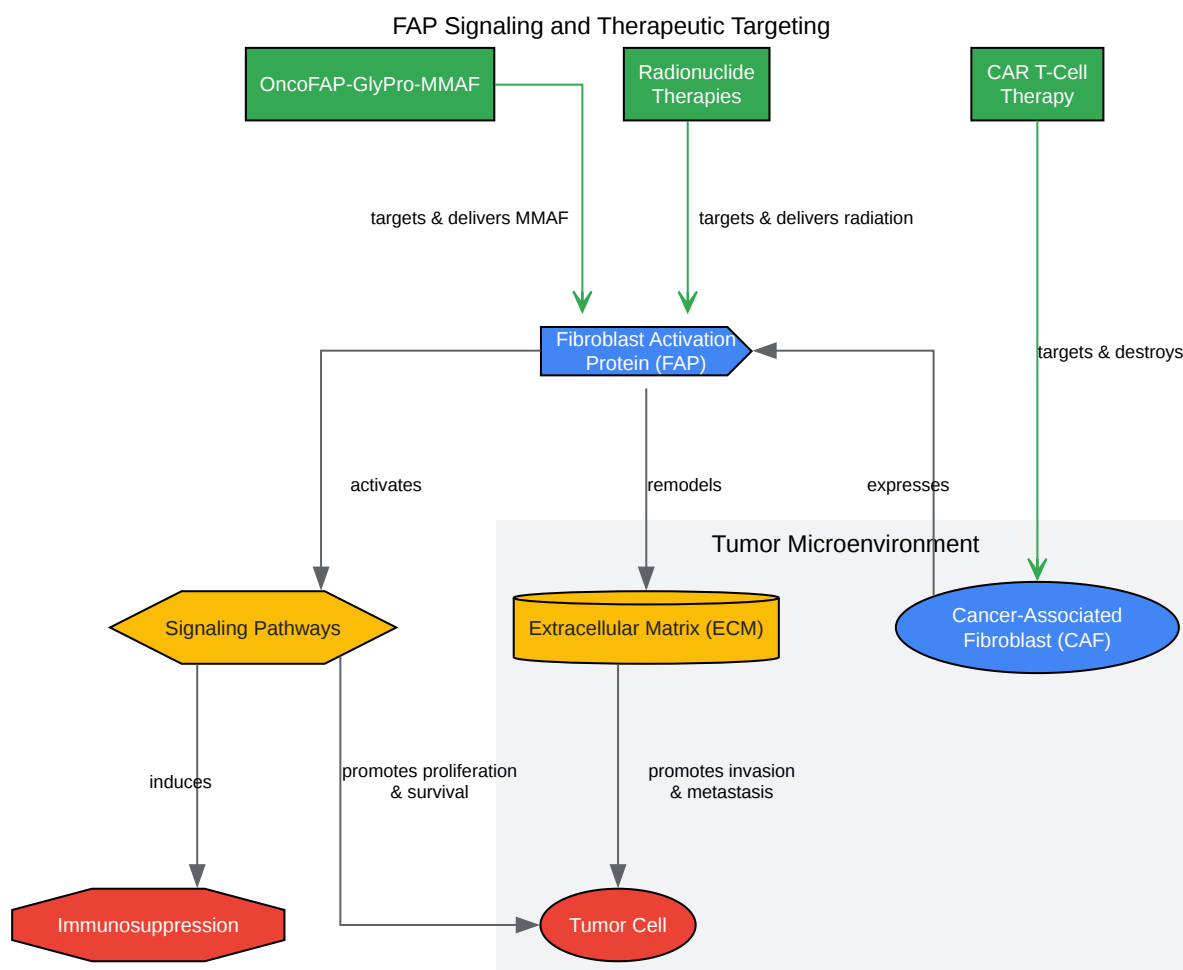 FAP Signaling and Therapeutic Targeting
OncoFAP-GlyPro-MMAF
Radionuclide
Therapies
CAR T-Cell
Therapy
targets & delivers MMAF
targets & delivers radiation
targets & destroys
Fibroblast Activation
Protein (FAP)
activates
remodels
expresses
Tumor Microenvironment
Signaling Pathways
Extracellular Matrix (ECM)
Cancer-Associated
Fibroblast (CAF)
induces
promotes proliferation
& survival
promotes invasion
& metastasis
Immunosuppression
Tumor Cell